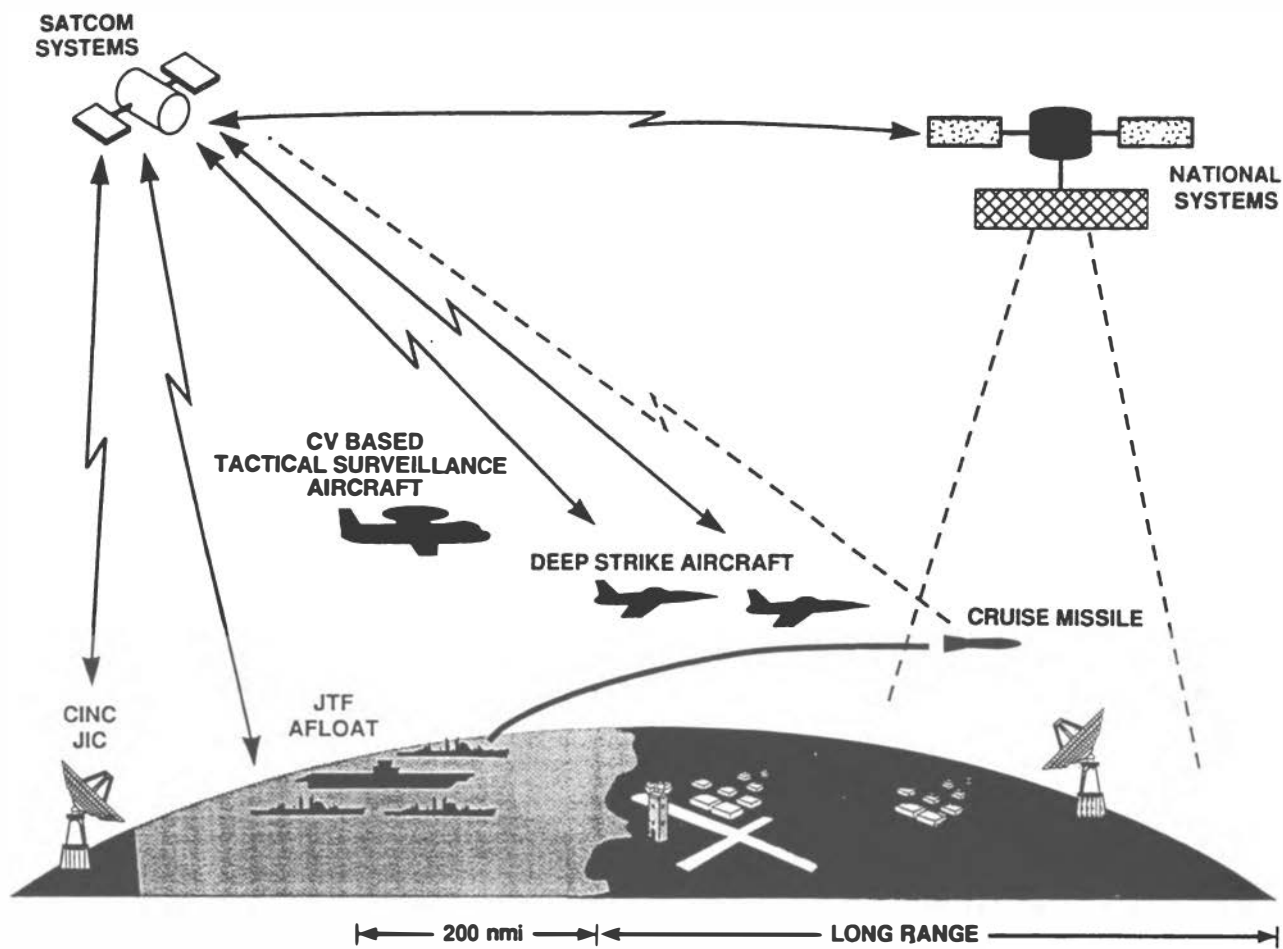 SATCOM
SYSTEMS
NATIONAL
SYSTEMS
CV BASED
TACTICAL SURVEILLANCE
AIRCRAFT
DEEP STRIKE AIRCRAFT
CRUISE MISSILE
CINC
JIC
JTF
AFLOAT
200 nmi
LONG RANGE